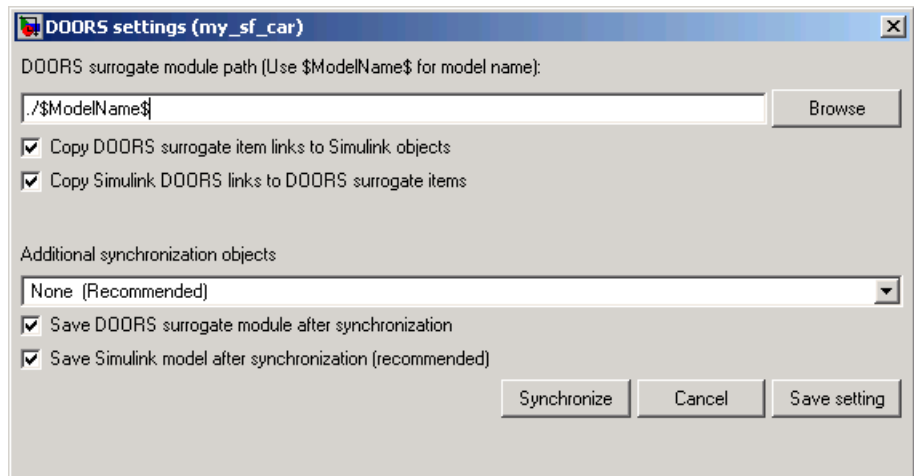 DOORS settings (my_sf_car)
DOORS surrogate module path (Use $ModelName$ for model name):
./$ModelName$
Browse
Copy DOORS surrogate item links to Simulink objects
Copy Simulink DOORS links to DOORS surrogate items
Additional synchronization objects
None (Recommended)
Save DOORS surrogate module after synchronization
Save Simulink model after synchronization (recommended)
Synchronize Cancel Save setting